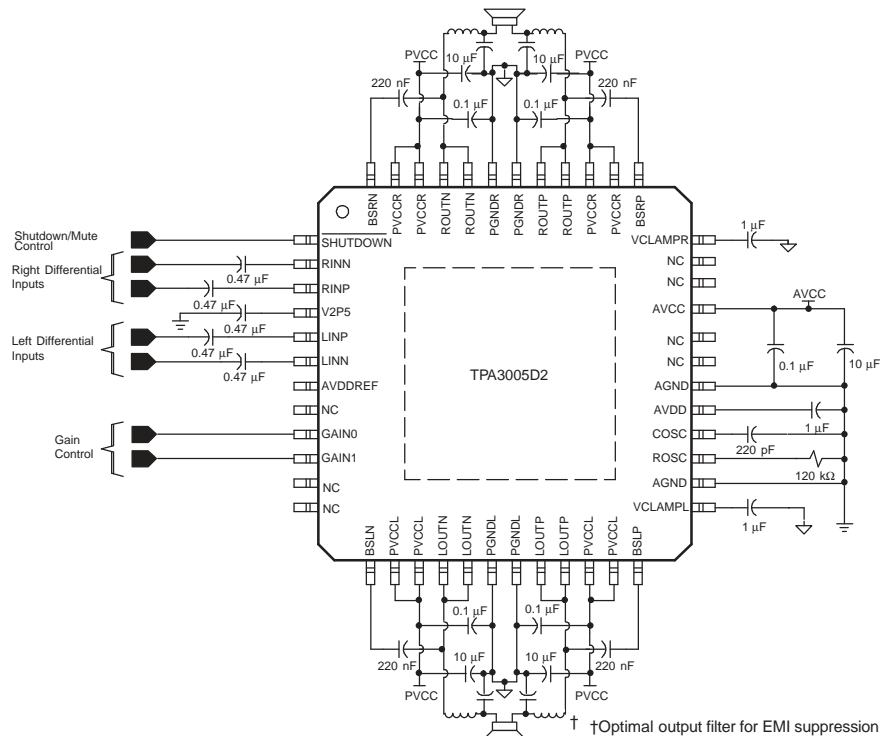 PVCC
PVCC
10 µF
10 µF
220 nF
220 nF
0.1 µF
0.1 µF
BSRN
PVCCR
PVCCR
ROUTN
ROUTN
PGNDR
PGNDR
ROUTP
ROUTP
PVCCR
PVCCR
BSRP
Shutdown/Mute
Control
Right Differential
Inputs
Left Differential
Inputs
Gain
Control
0.47 µF
0.47 µF
0.47 µF
0.47 µF
0.47 µF
SHUTDOWN
RINN
RINP
V2P5
LINP
LINN
AVDDREF
NC
GAIN0
GAIN1
NC
NC
TPA3005D2
VCLAMPR
NC
NC
AVCC
NC
NC
AGND
AVDD
COSC
ROSC
AGND
VCLAMPL
1 µF
AVCC
0.1 µF
10 µF
1 µF
220 pF
120 kΩ
1 µF
BSLN
PVCCL
PVCCL
LOUTN
LOUTN
PGNDL
PGNDL
LOUTP
LOUTP
PVCCL
PVCCL
BSLP
0.1 µF
0.1 µF
220 nF
10 µF
10 µF
220 nF
PVCC
PVCC
† †Optimal output filter for EMI suppression